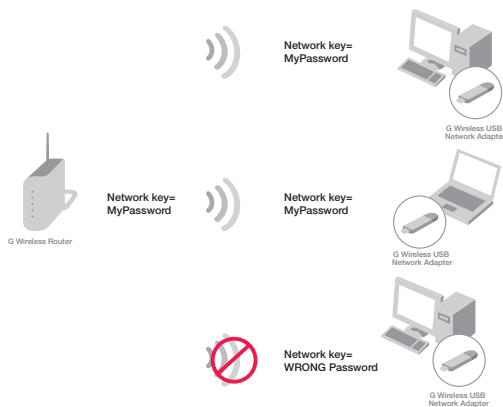 Network key=
MyPassword
G Wireless USB
Network Adapte
Network key=
MyPassword
Network key=
MyPassword
G Wireless Router
G Wireless USB
Network Adapter
Network key=
WRONG Password
G Wireless USB
Network Adapter